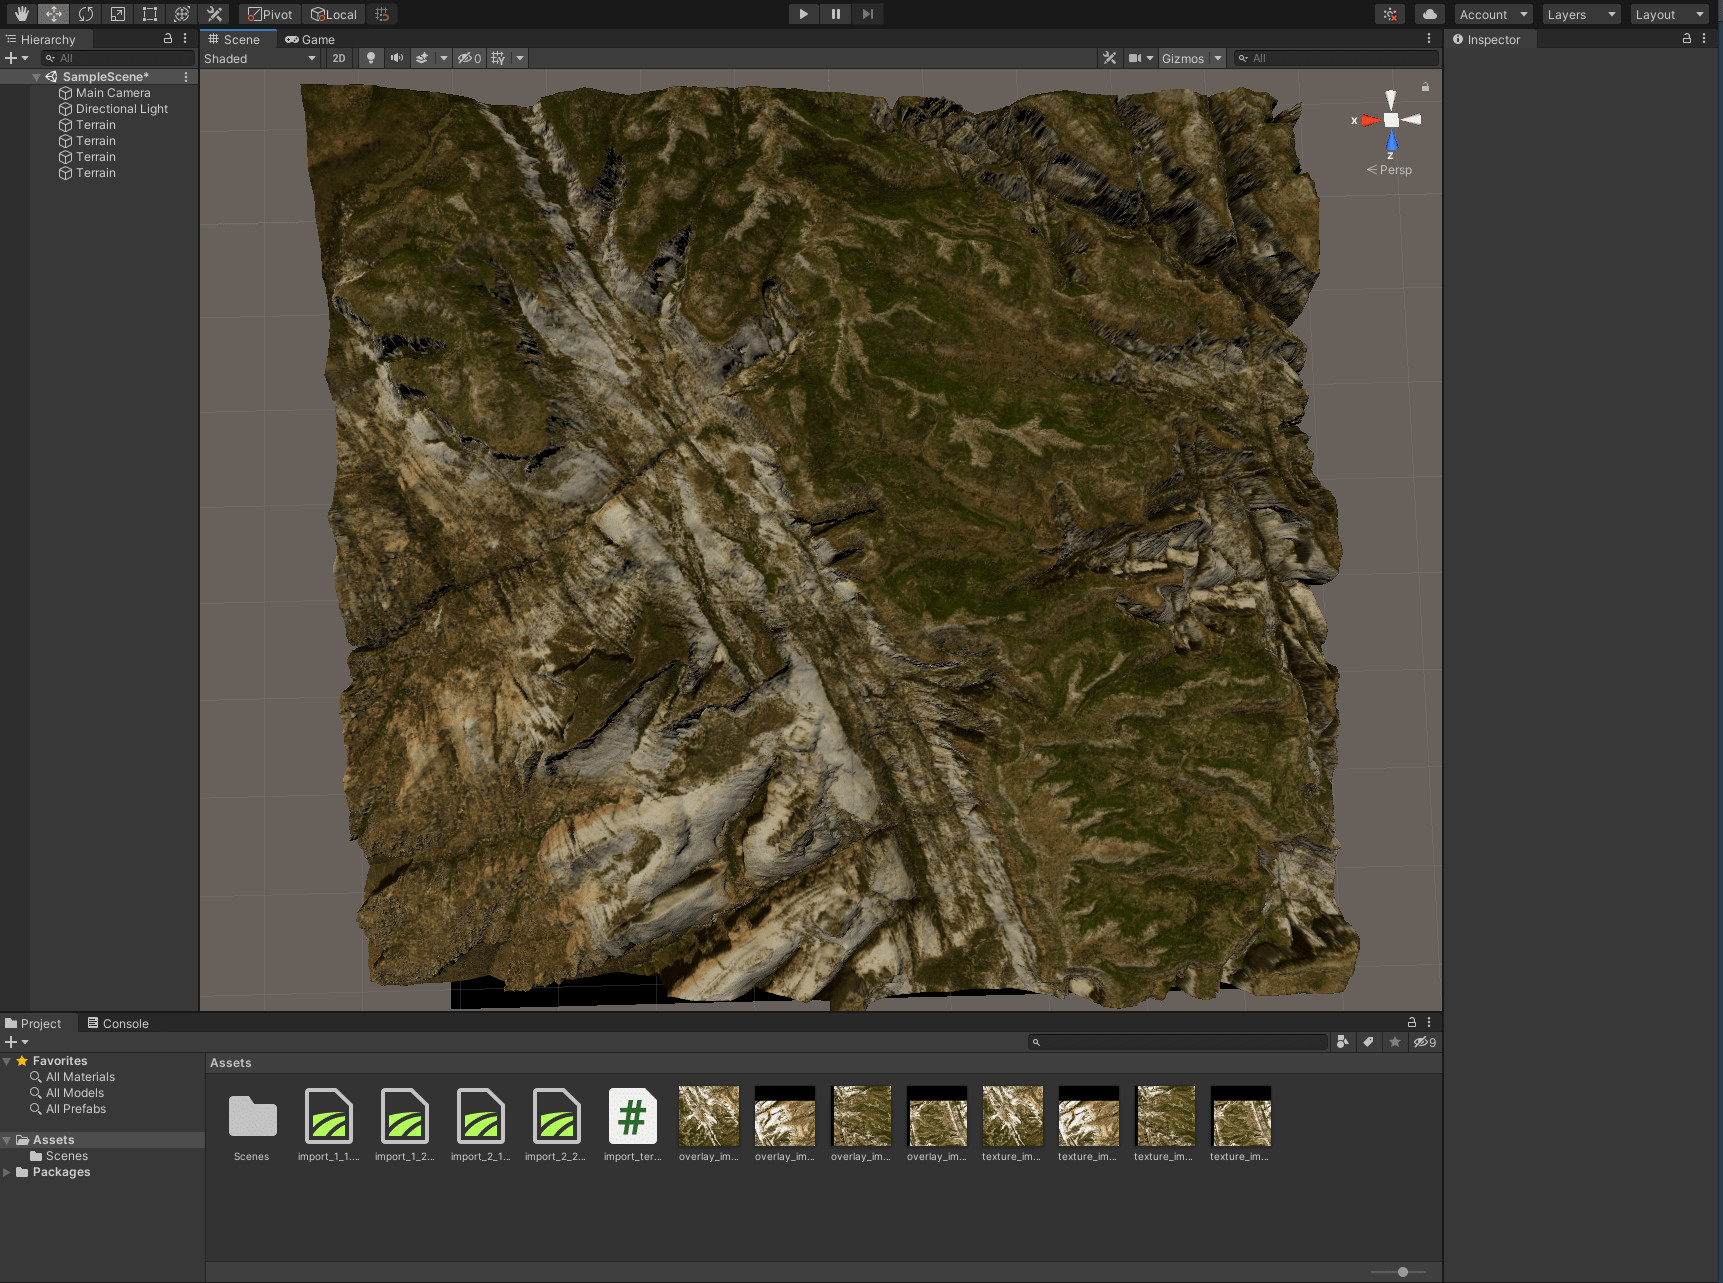 Pivot Local Account Layers Layout
Hierarchy
All
SampleScene*
Main Camera
Directional Light
Terrain
Terrain
Terrain
Terrain
Scene Game
Shaded 2D 0 Gizmos All
x
z
Persp
Inspector
Project Console
9
Favorites
All Materials
All Models
All Prefabs
Assets
Scenes
Packages
Assets
Scenes import_1_1.... import_1_2... import_2_1... import_2_2... import_ter... overlay_im... overlay_im... overlay_im... overlay_im... texture_im... texture_im... texture_im... texture_im...